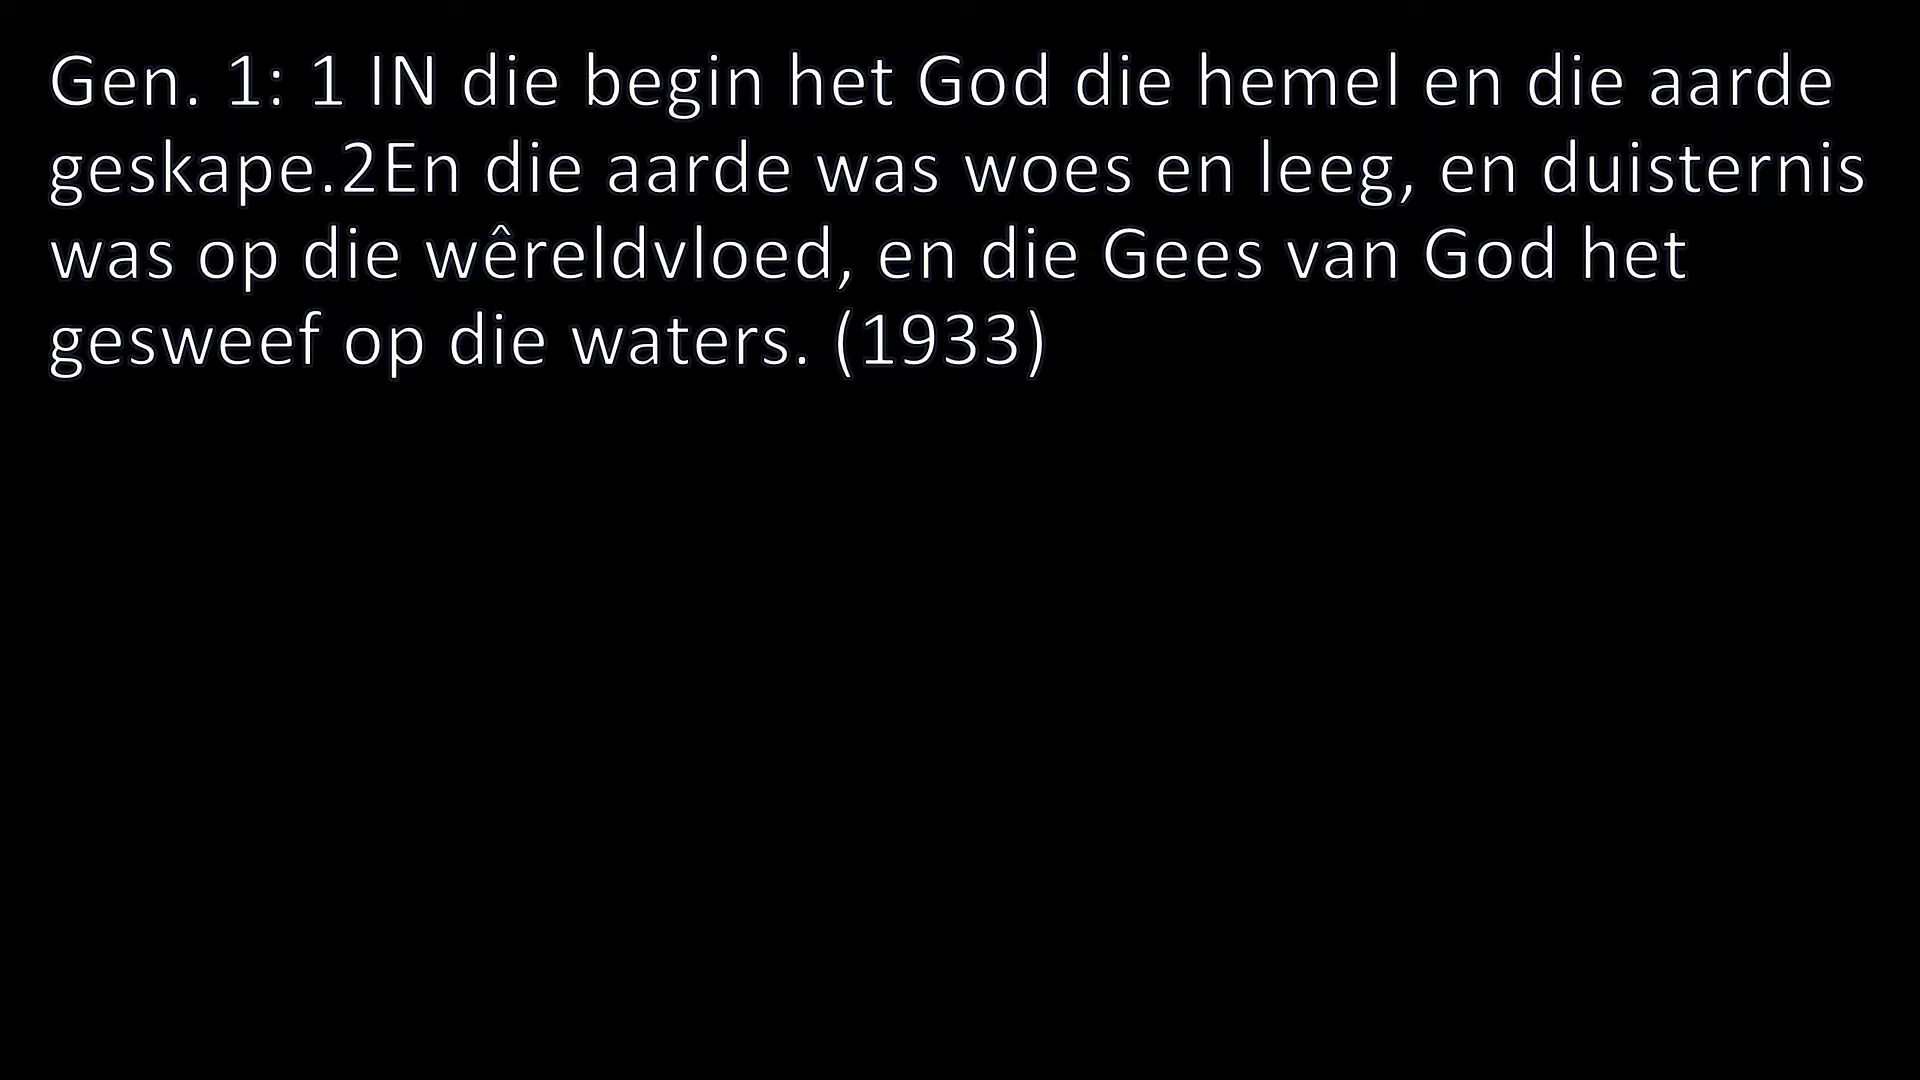 Gen. 1: 1 IN die begin het God die hemel en die aarde
geskape.2En die aarde was woes en leeg, en duisternis
was op die wêreldvloed, en die Gees van God het
gesweef op die waters. (1933)